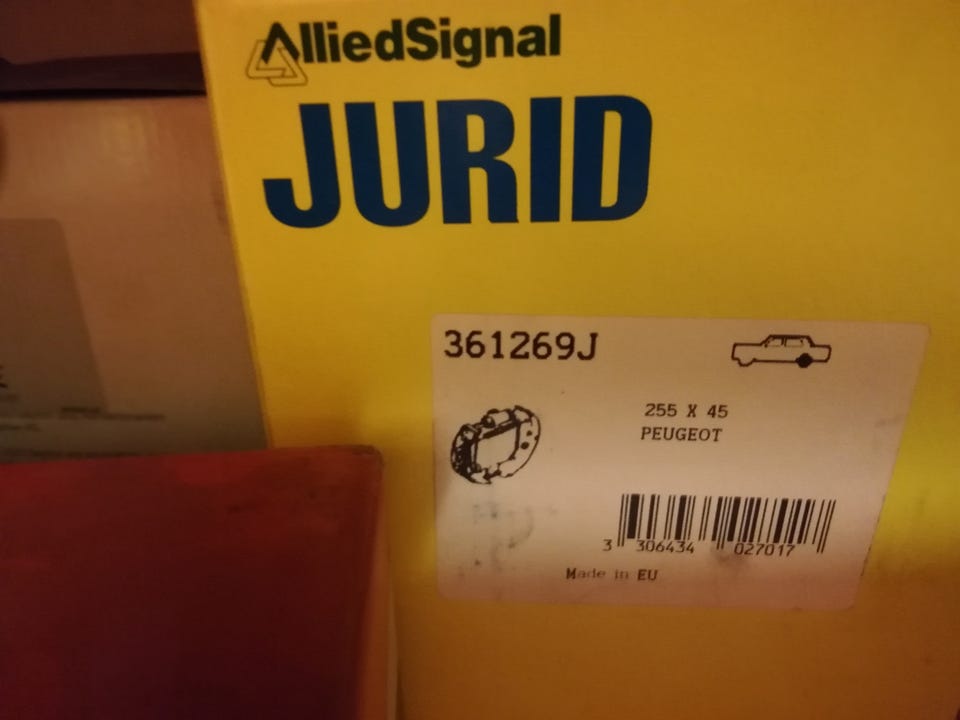 AlliedSignal
JURID
361269J
255 X 45
PEUGEOT
3 306434 027017
Made in EU